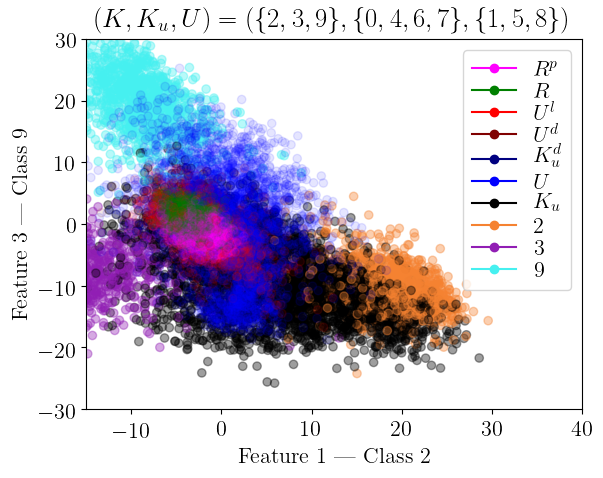 (K, K_u, U) = ({2, 3, 9}, {0, 4, 6, 7}, {1, 5, 8})
30
20
10
0
−10
−20
−30
Feature 3 — Class 9
R^p
R
U^l
U^d
K_u^d
U
K_u
2
3
9
−10
0
10
20
30
40
Feature 1 — Class 2